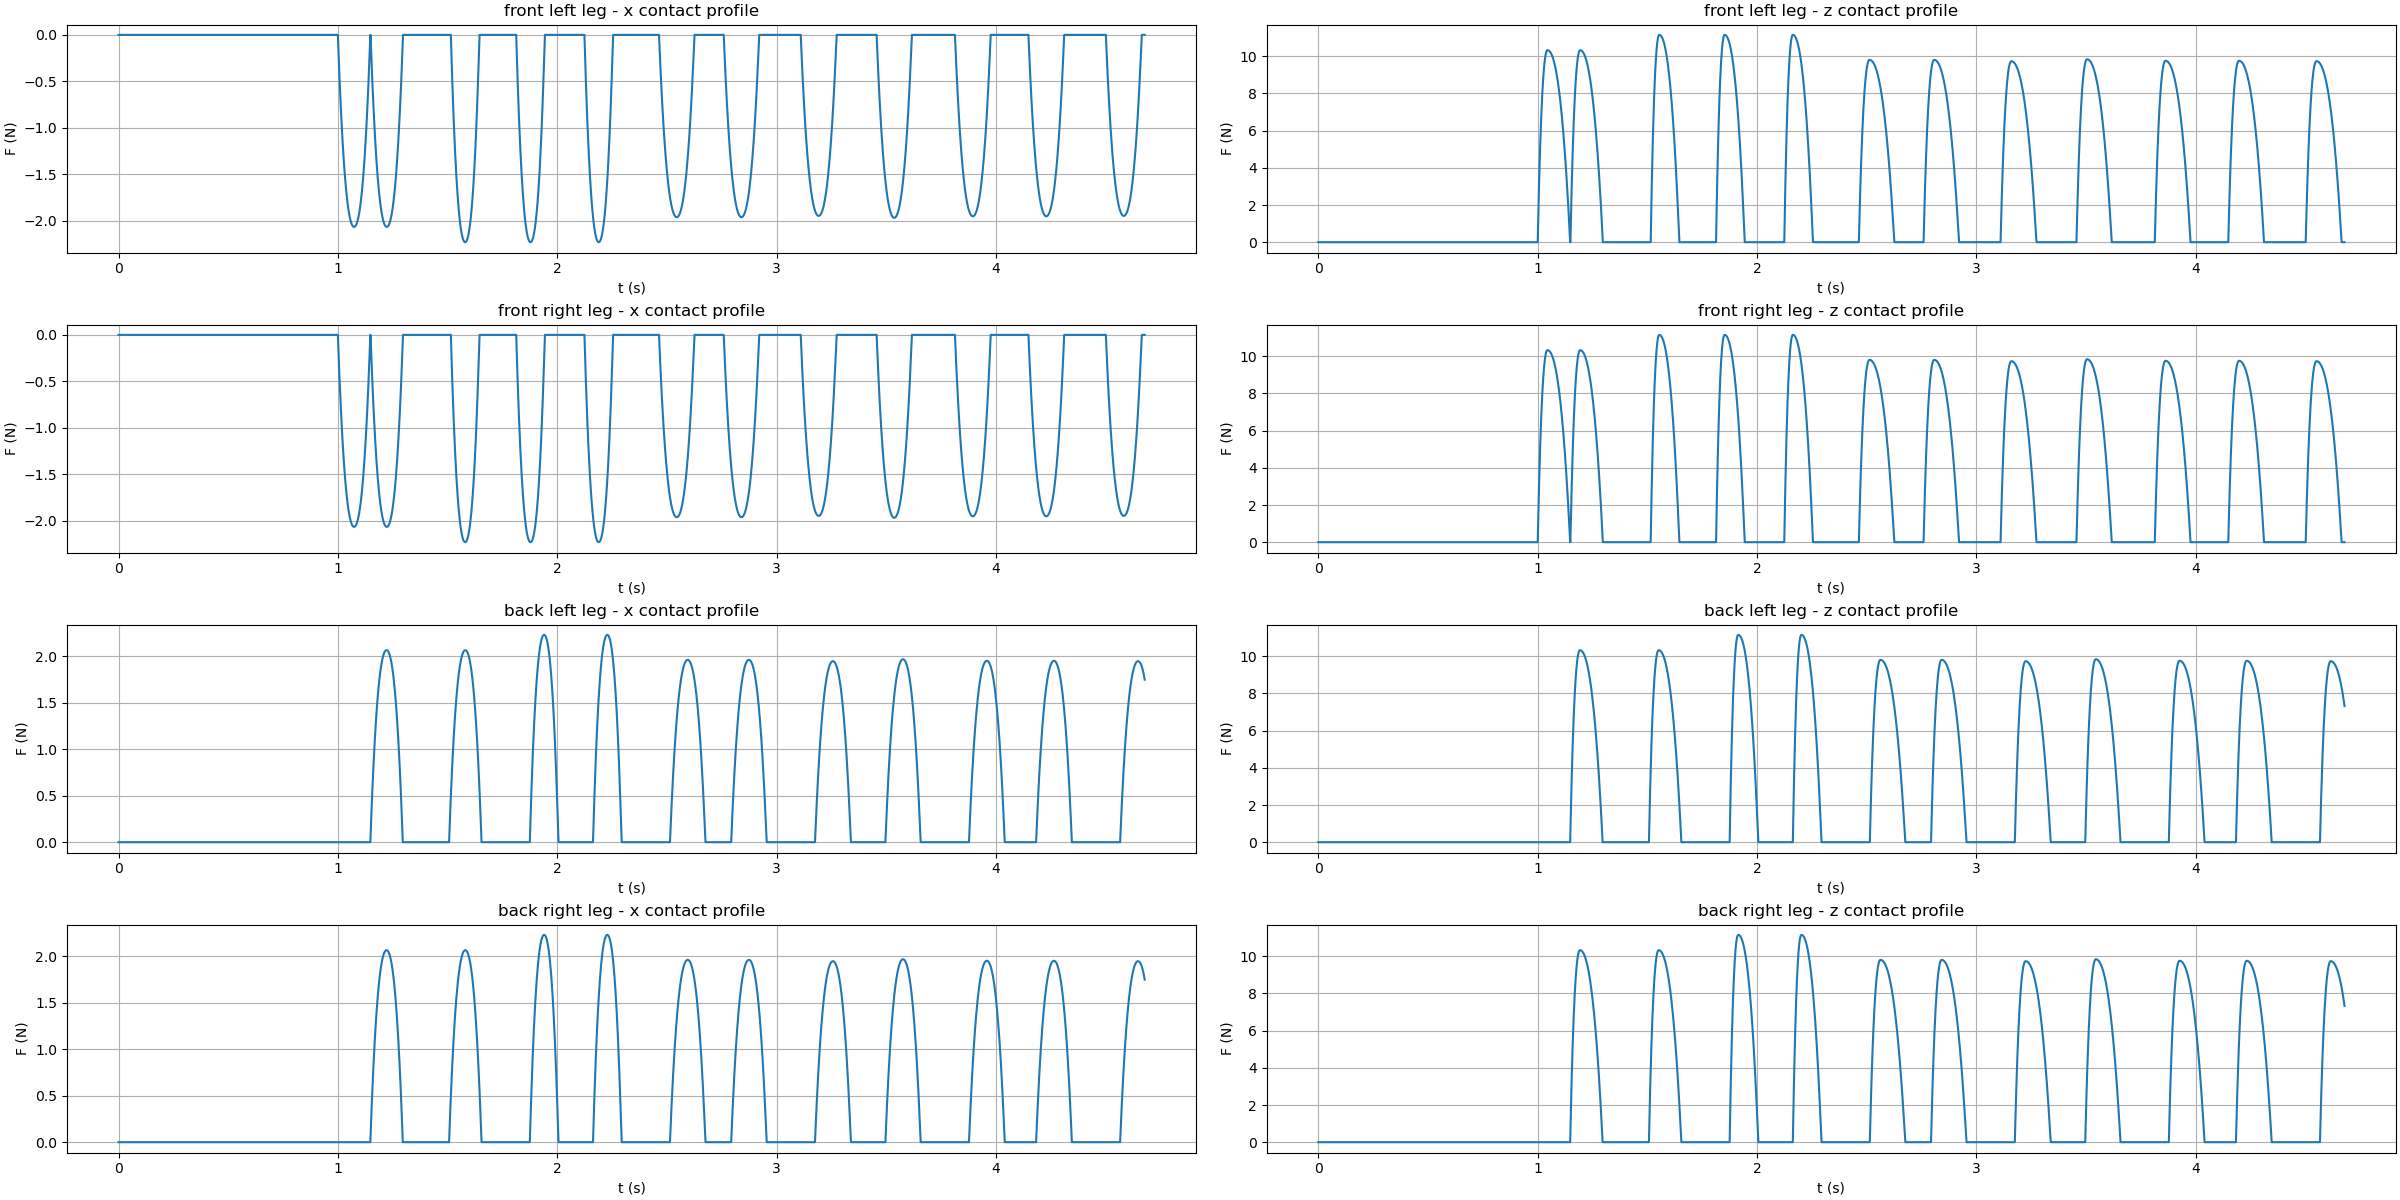 front left leg - x contact profile
0.0
−0.5
−1.0
−1.5
−2.0
F (N)
0 1 2 3 4
t (s)
front left leg - z contact profile
10
8
6
4
2
0
F (N)
0 1 2 3 4
t (s)
front right leg - x contact profile
0.0
−0.5
−1.0
−1.5
−2.0
F (N)
0 1 2 3 4
t (s)
front right leg - z contact profile
10
8
6
4
2
0
F (N)
0 1 2 3 4
t (s)
back left leg - x contact profile
2.0
1.5
1.0
0.5
0.0
F (N)
0 1 2 3 4
t (s)
back left leg - z contact profile
10
8
6
4
2
0
F (N)
0 1 2 3 4
t (s)
back right leg - x contact profile
2.0
1.5
1.0
0.5
0.0
F (N)
0 1 2 3 4
t (s)
back right leg - z contact profile
10
8
6
4
2
0
F (N)
0 1 2 3 4
t (s)